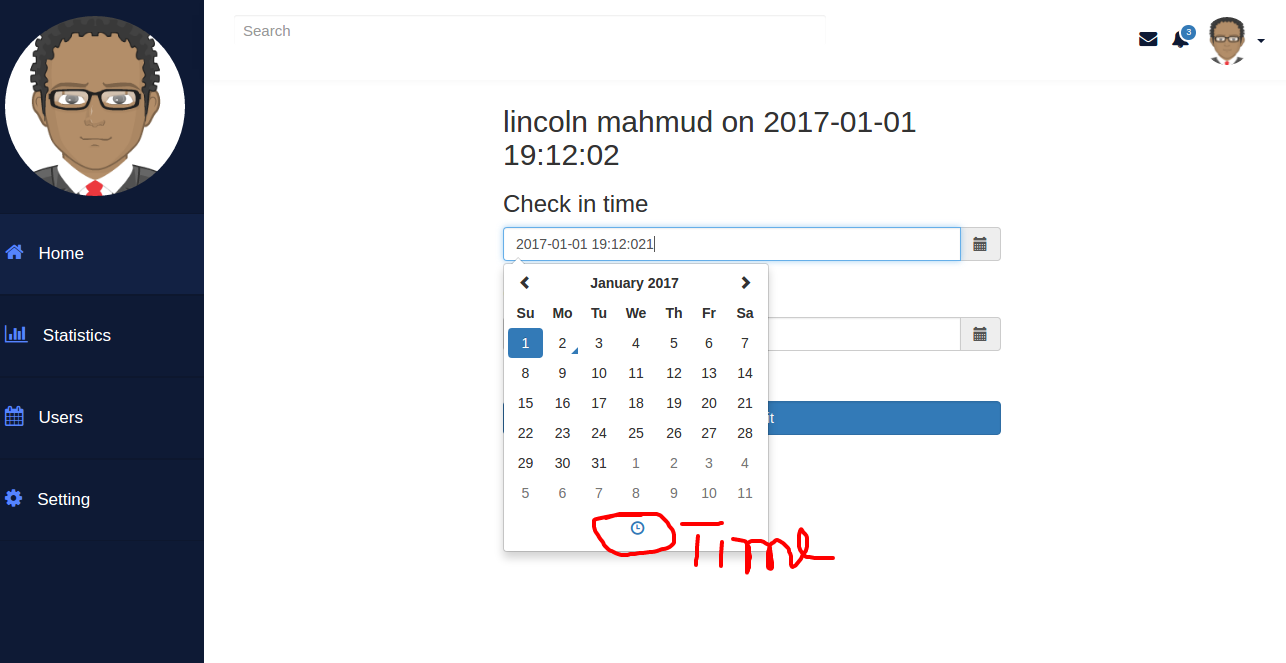 Search
3
Home
Statistics
Users
Setting
lincoln mahmud on 2017-01-01
19:12:02
Check in time
2017-01-01 19:12:021
January 2017
Su Mo Tu We Th Fr Sa
1 2 3 4 5 6 7
8 9 10 11 12 13 14
15 16 17 18 19 20 21
22 23 24 25 26 27 28
29 30 31 1 2 3 4
5 6 7 8 9 10 11
it
Time